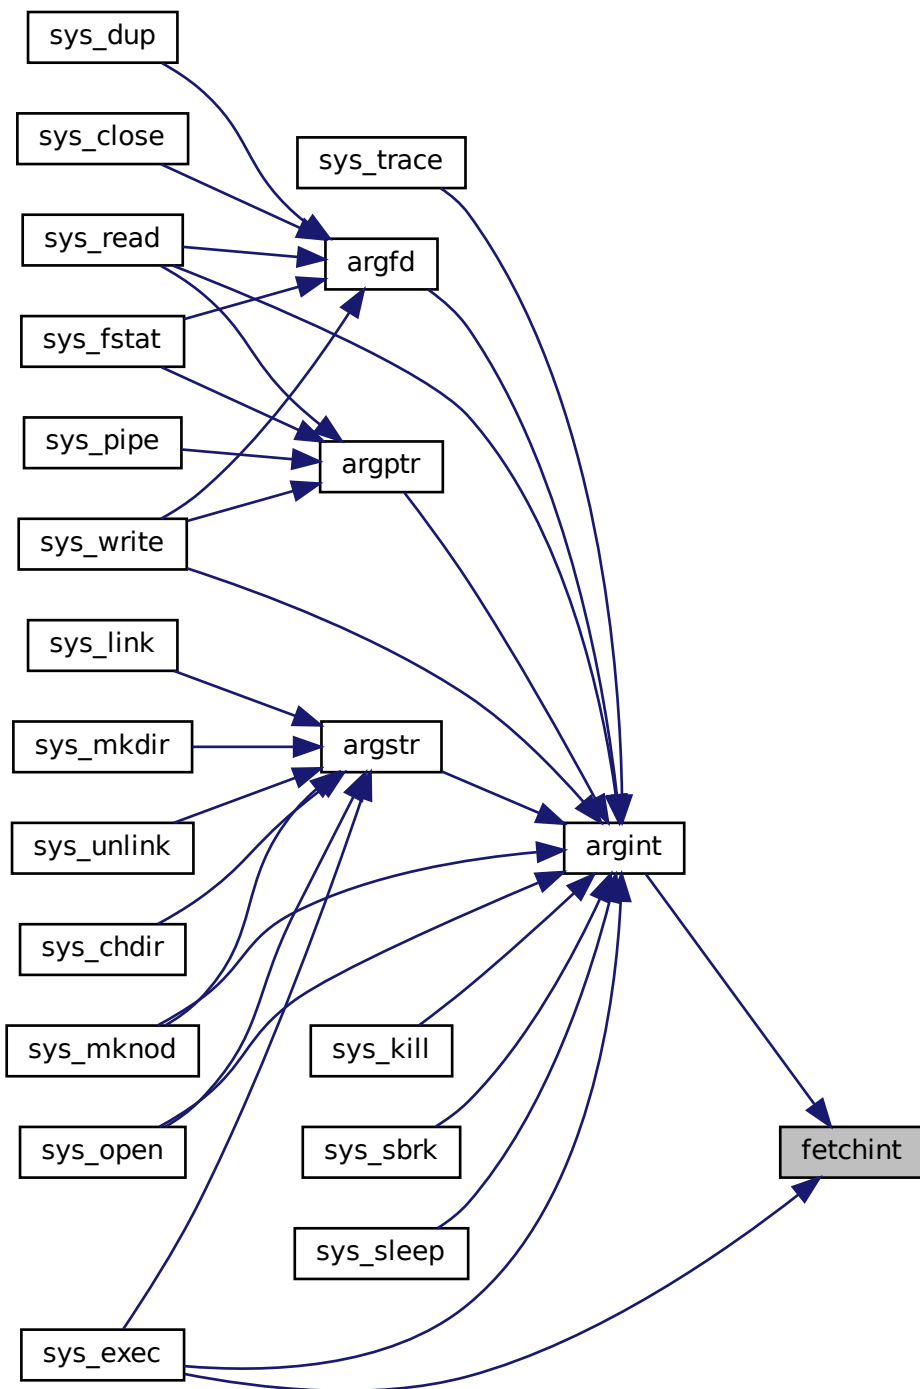 sys_dup
sys_close
sys_trace
sys_read
argfd
sys_fstat
sys_pipe
argptr
sys_write
sys_link
sys_mkdir
argstr
sys_unlink
argint
sys_chdir
sys_mknod
sys_kill
sys_open
sys_sbrk
fetchint
sys_sleep
sys_exec